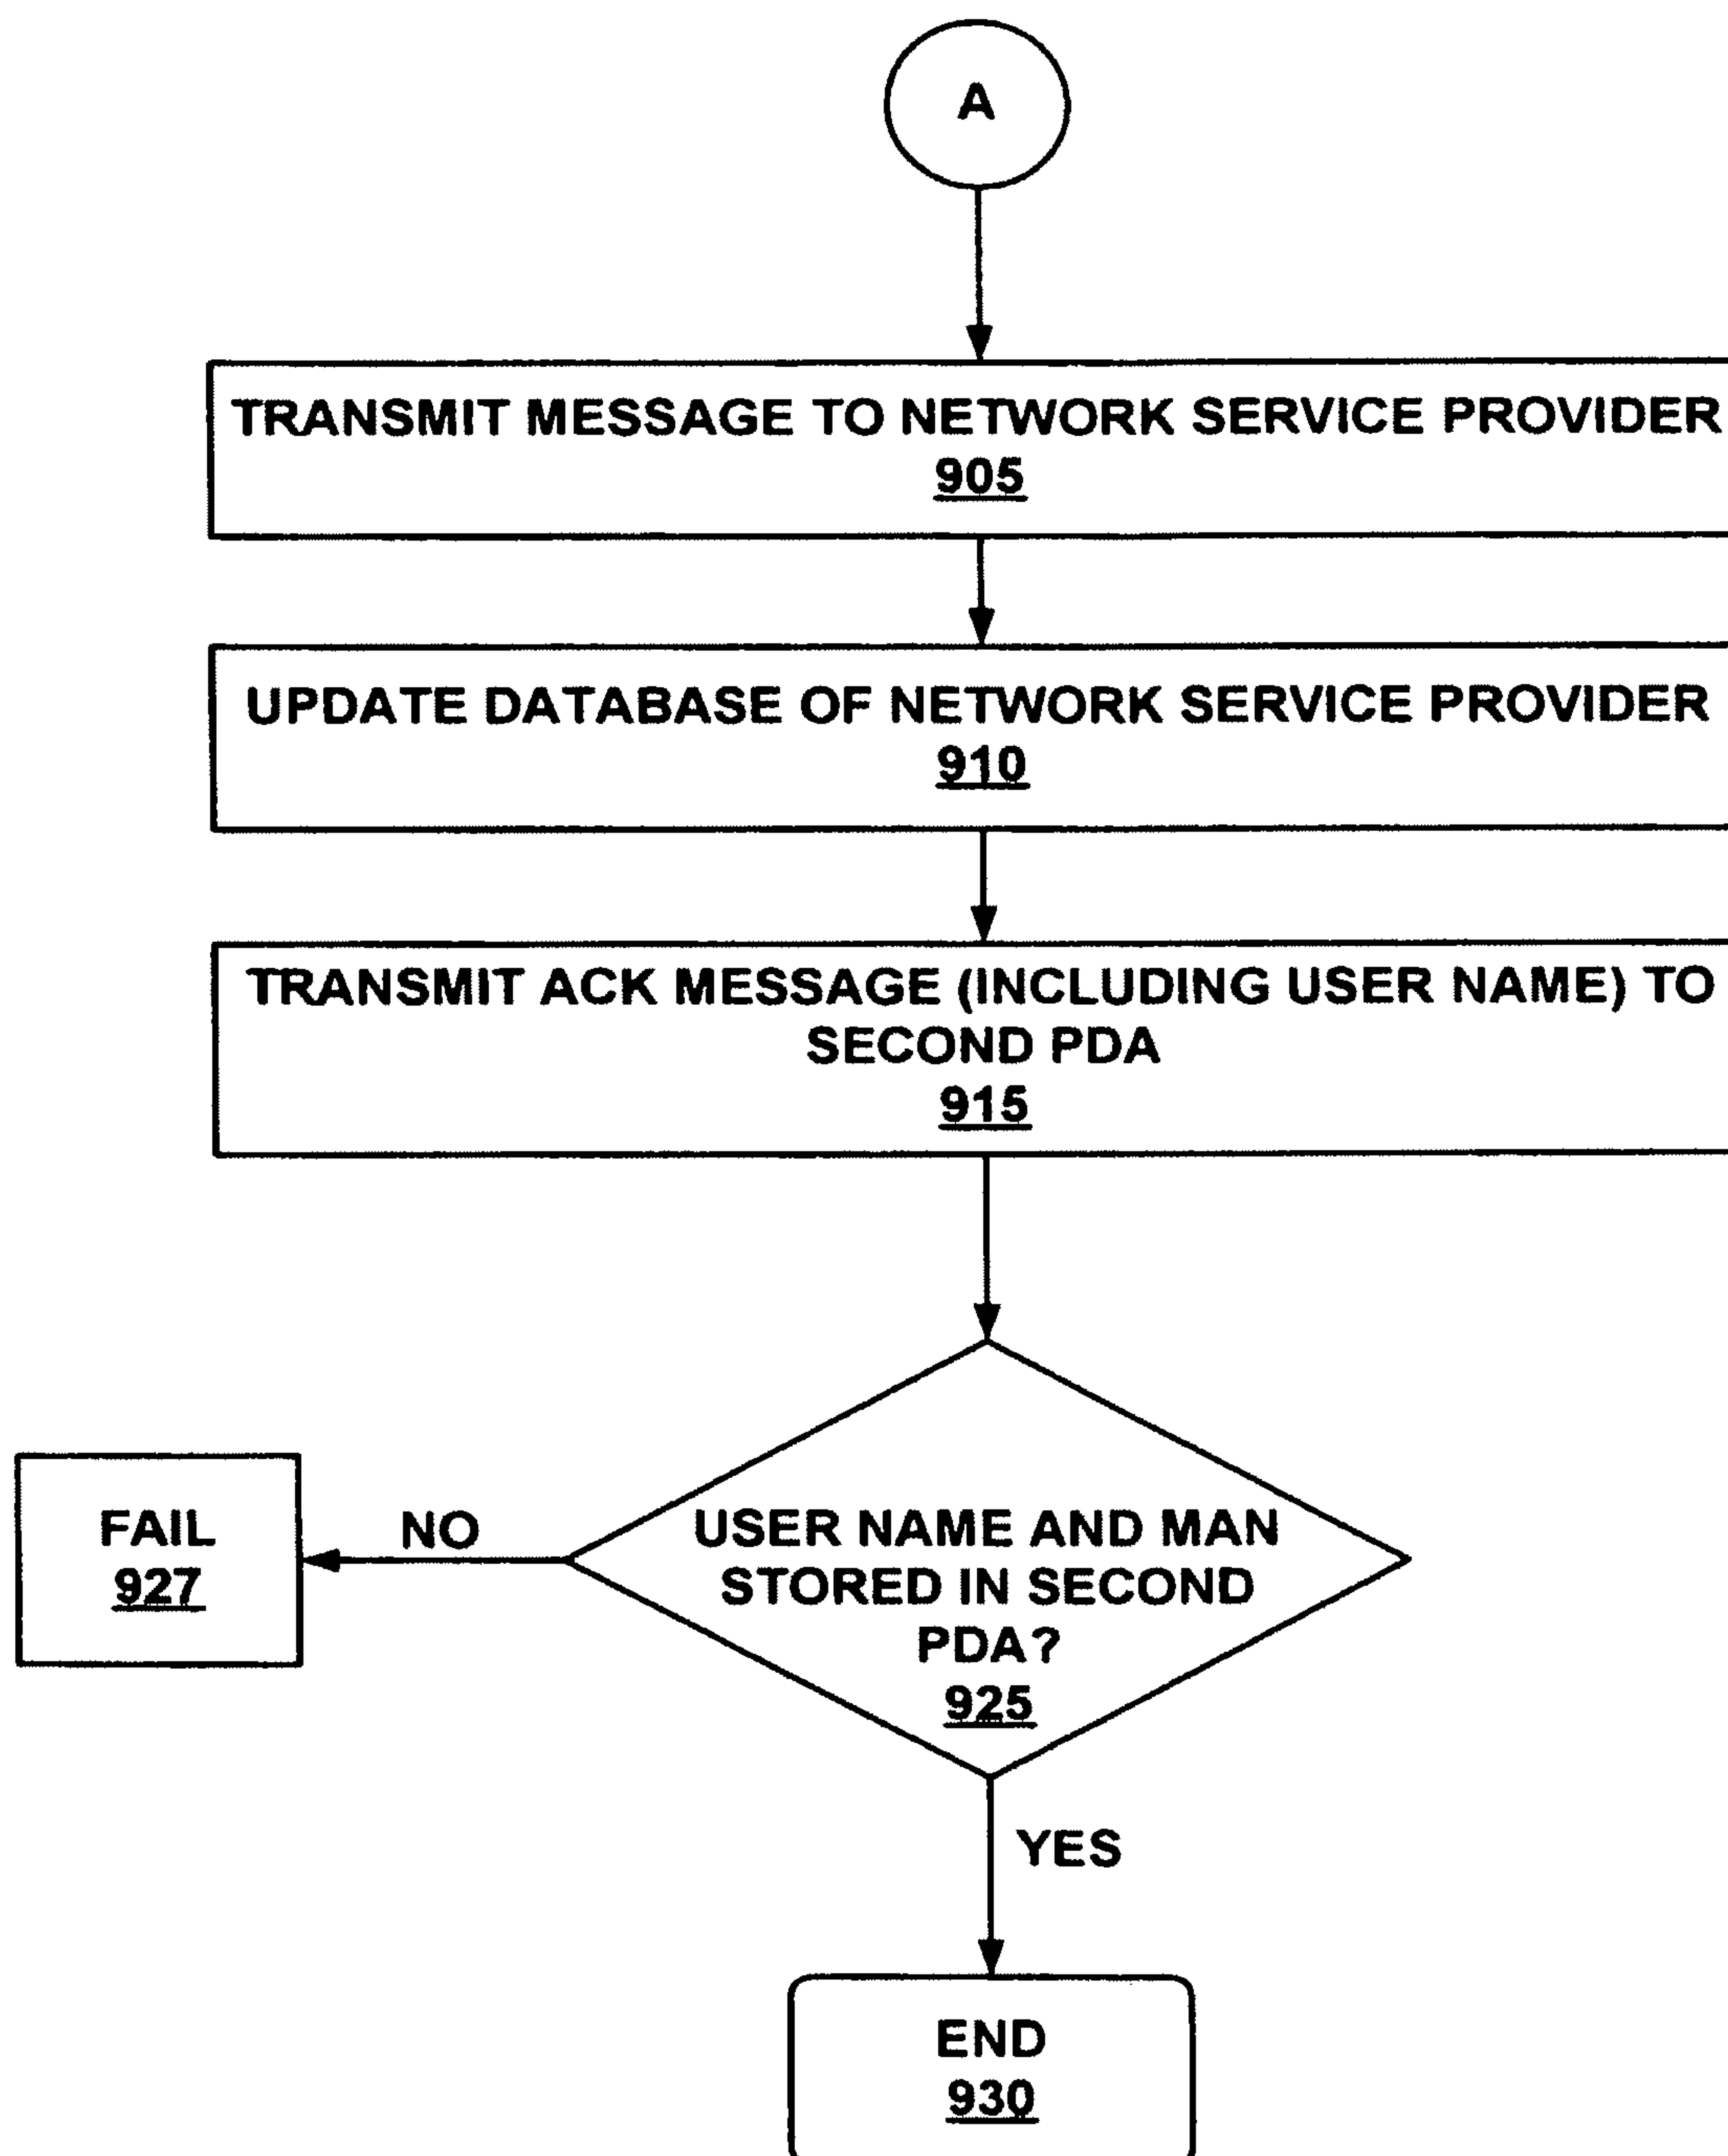 A
TRANSMIT MESSAGE TO NETWORK SERVICE PROVIDER
905
UPDATE DATABASE OF NETWORK SERVICE PROVIDER
910
TRANSMIT ACK MESSAGE (INCLUDING USER NAME) TO
SECOND PDA
915
USER NAME AND MAN
STORED IN SECOND
PDA?
925
NO
FAIL
927
YES
END
930